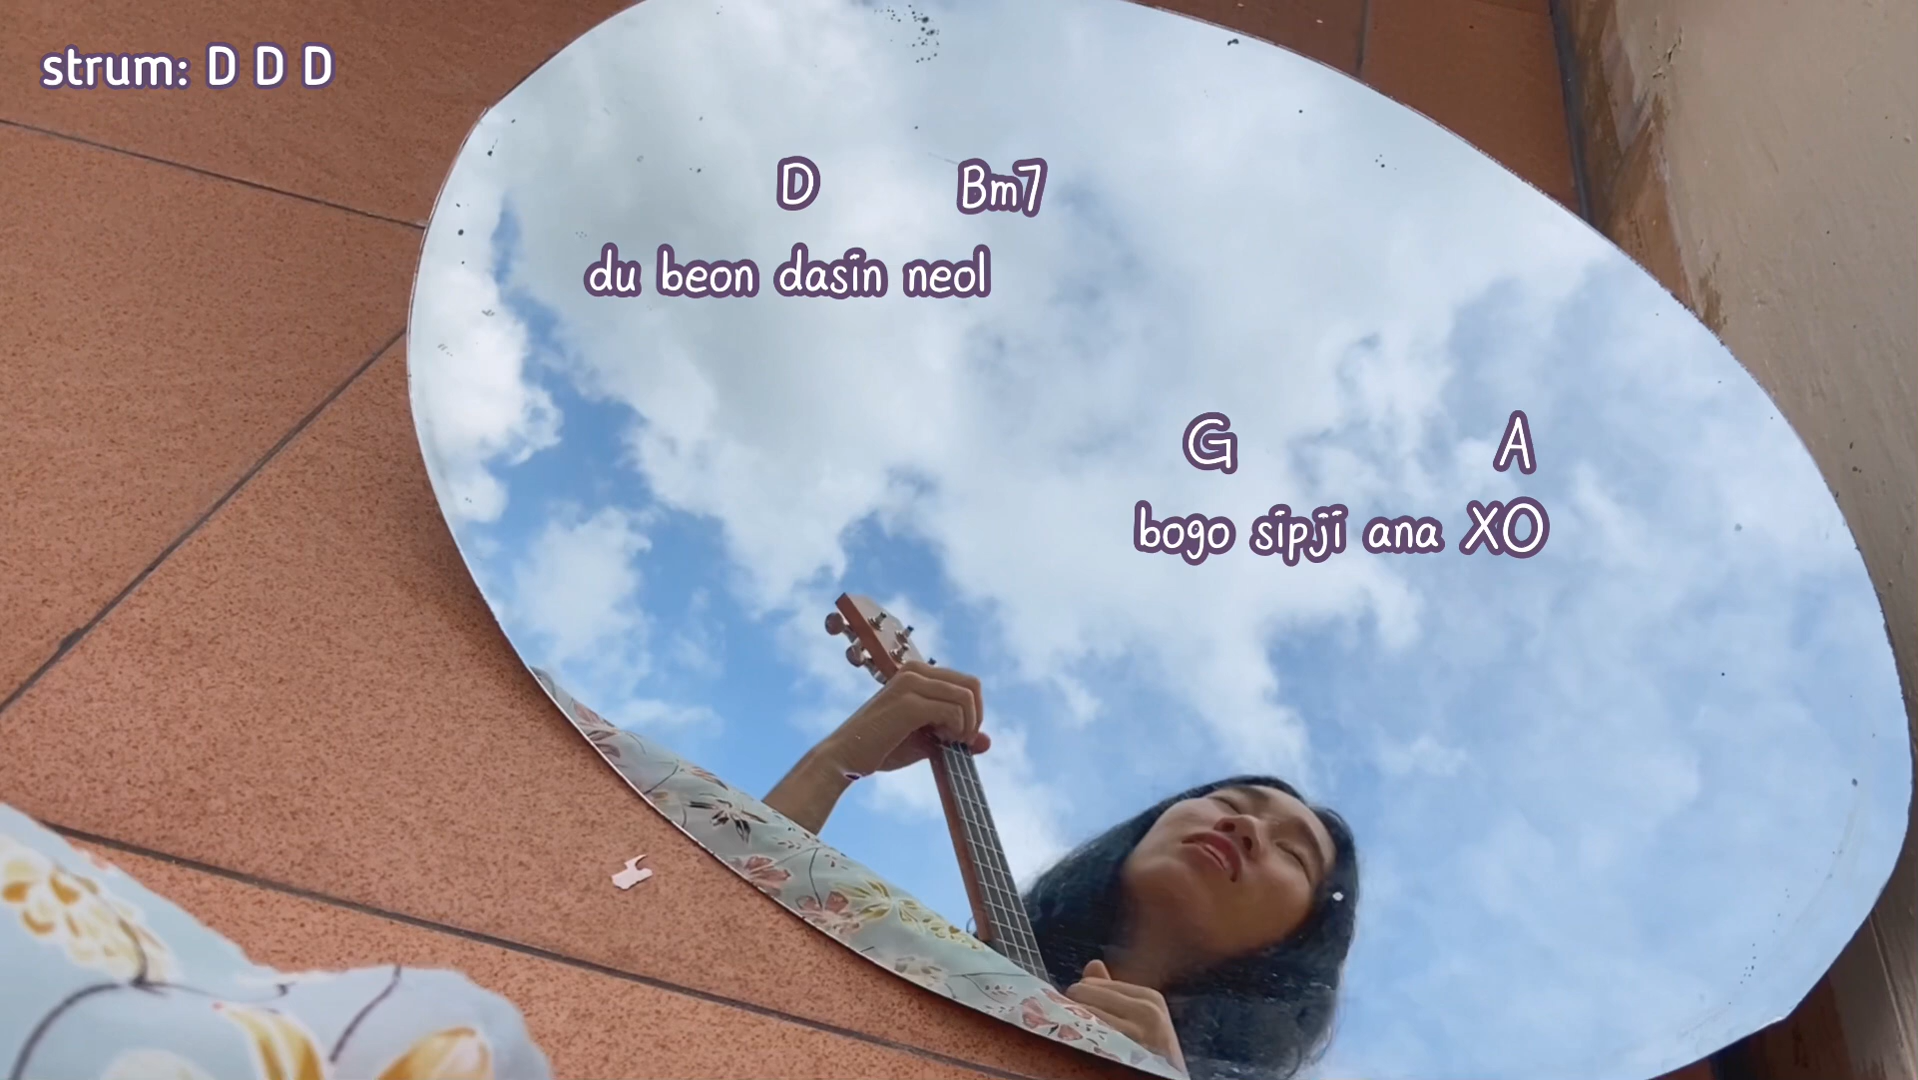 strum: D D D
D Bm7
du beon dasin neol
G A
bogo sipji ana XO